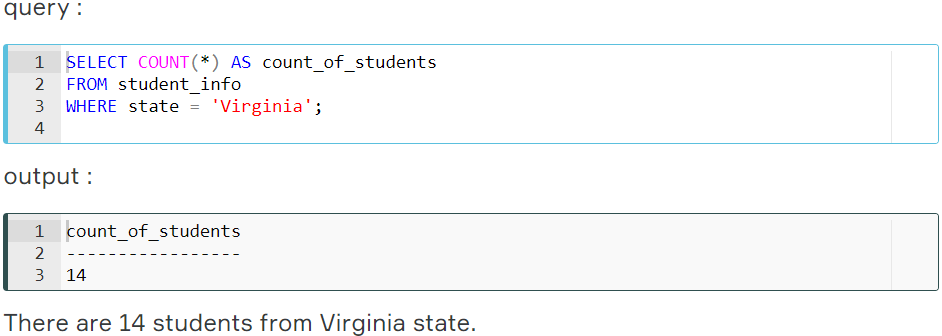 query :
1 SELECT COUNT(*) AS count_of_students
2 FROM student_info
3 WHERE state = 'Virginia';
4
output :
1 count_of_students
2 -----------------
3 14
There are 14 students from Virginia state.